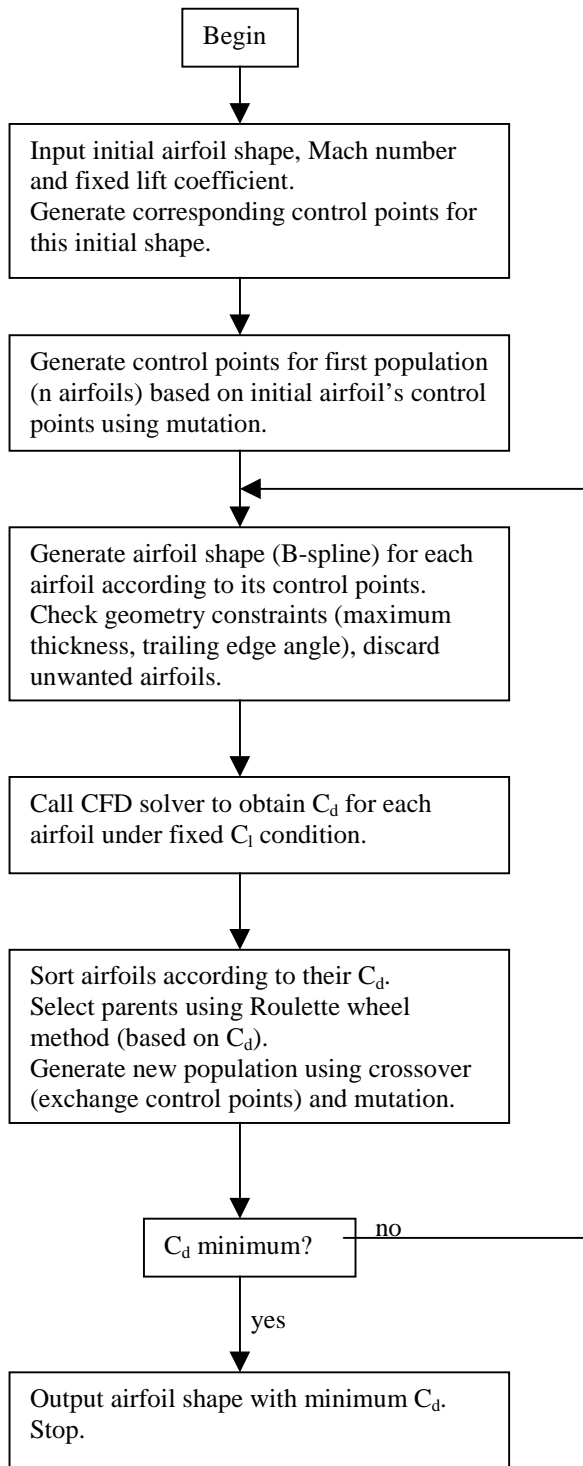 Begin
Input initial airfoil shape, Mach number
and fixed lift coefficient.
Generate corresponding control points for
this initial shape.
Generate control points for first population
(n airfoils) based on initial airfoil's control
points using mutation.
Generate airfoil shape (B-spline) for each
airfoil according to its control points.
Check geometry constraints (maximum
thickness, trailing edge angle), discard
unwanted airfoils.
Call CFD solver to obtain Cd for each
airfoil under fixed Cl condition.
Sort airfoils according to their Cd.
Select parents using Roulette wheel
method (based on Cd).
Generate new population using crossover
(exchange control points) and mutation.
Cd minimum?
no
yes
Output airfoil shape with minimum Cd.
Stop.